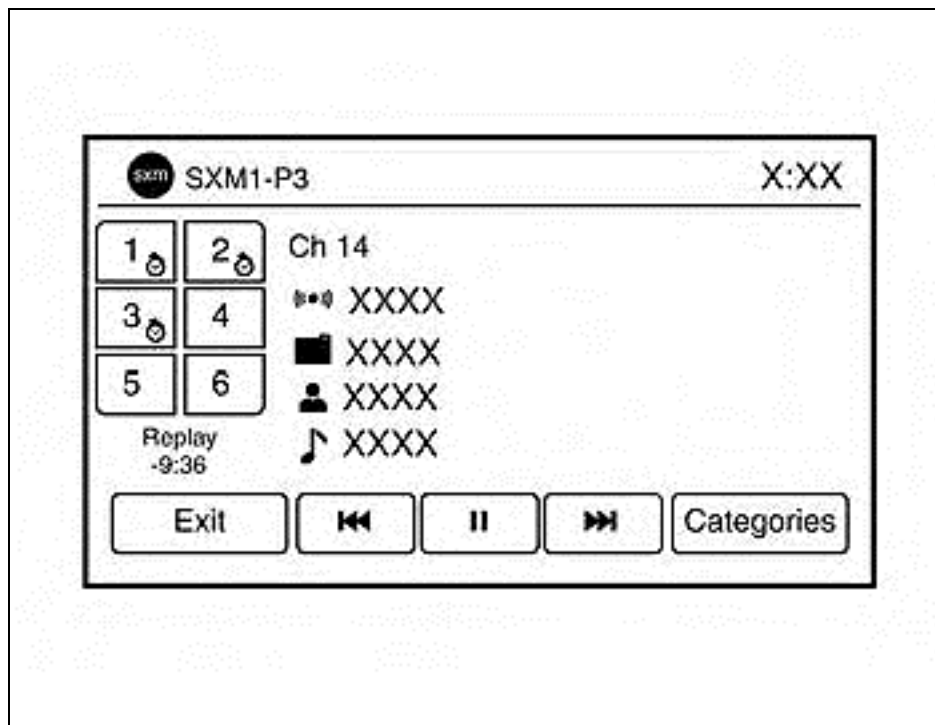 sxm SXM1-P3 X:XX
1 2 Ch 14
XXXX
3 4
XXXX
5 6
XXXX
Replay
-9:36
XXXX
Exit Categories